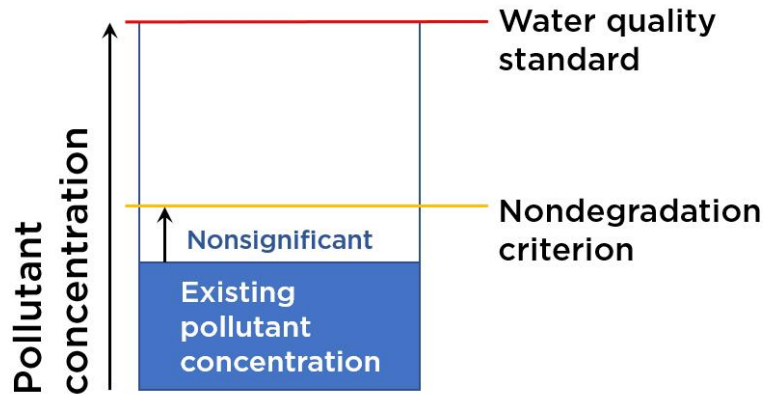 Water quality
standard
Nondegradation
criterion
Nonsignificant
Existing
pollutant
concentration
Pollutant
concentration